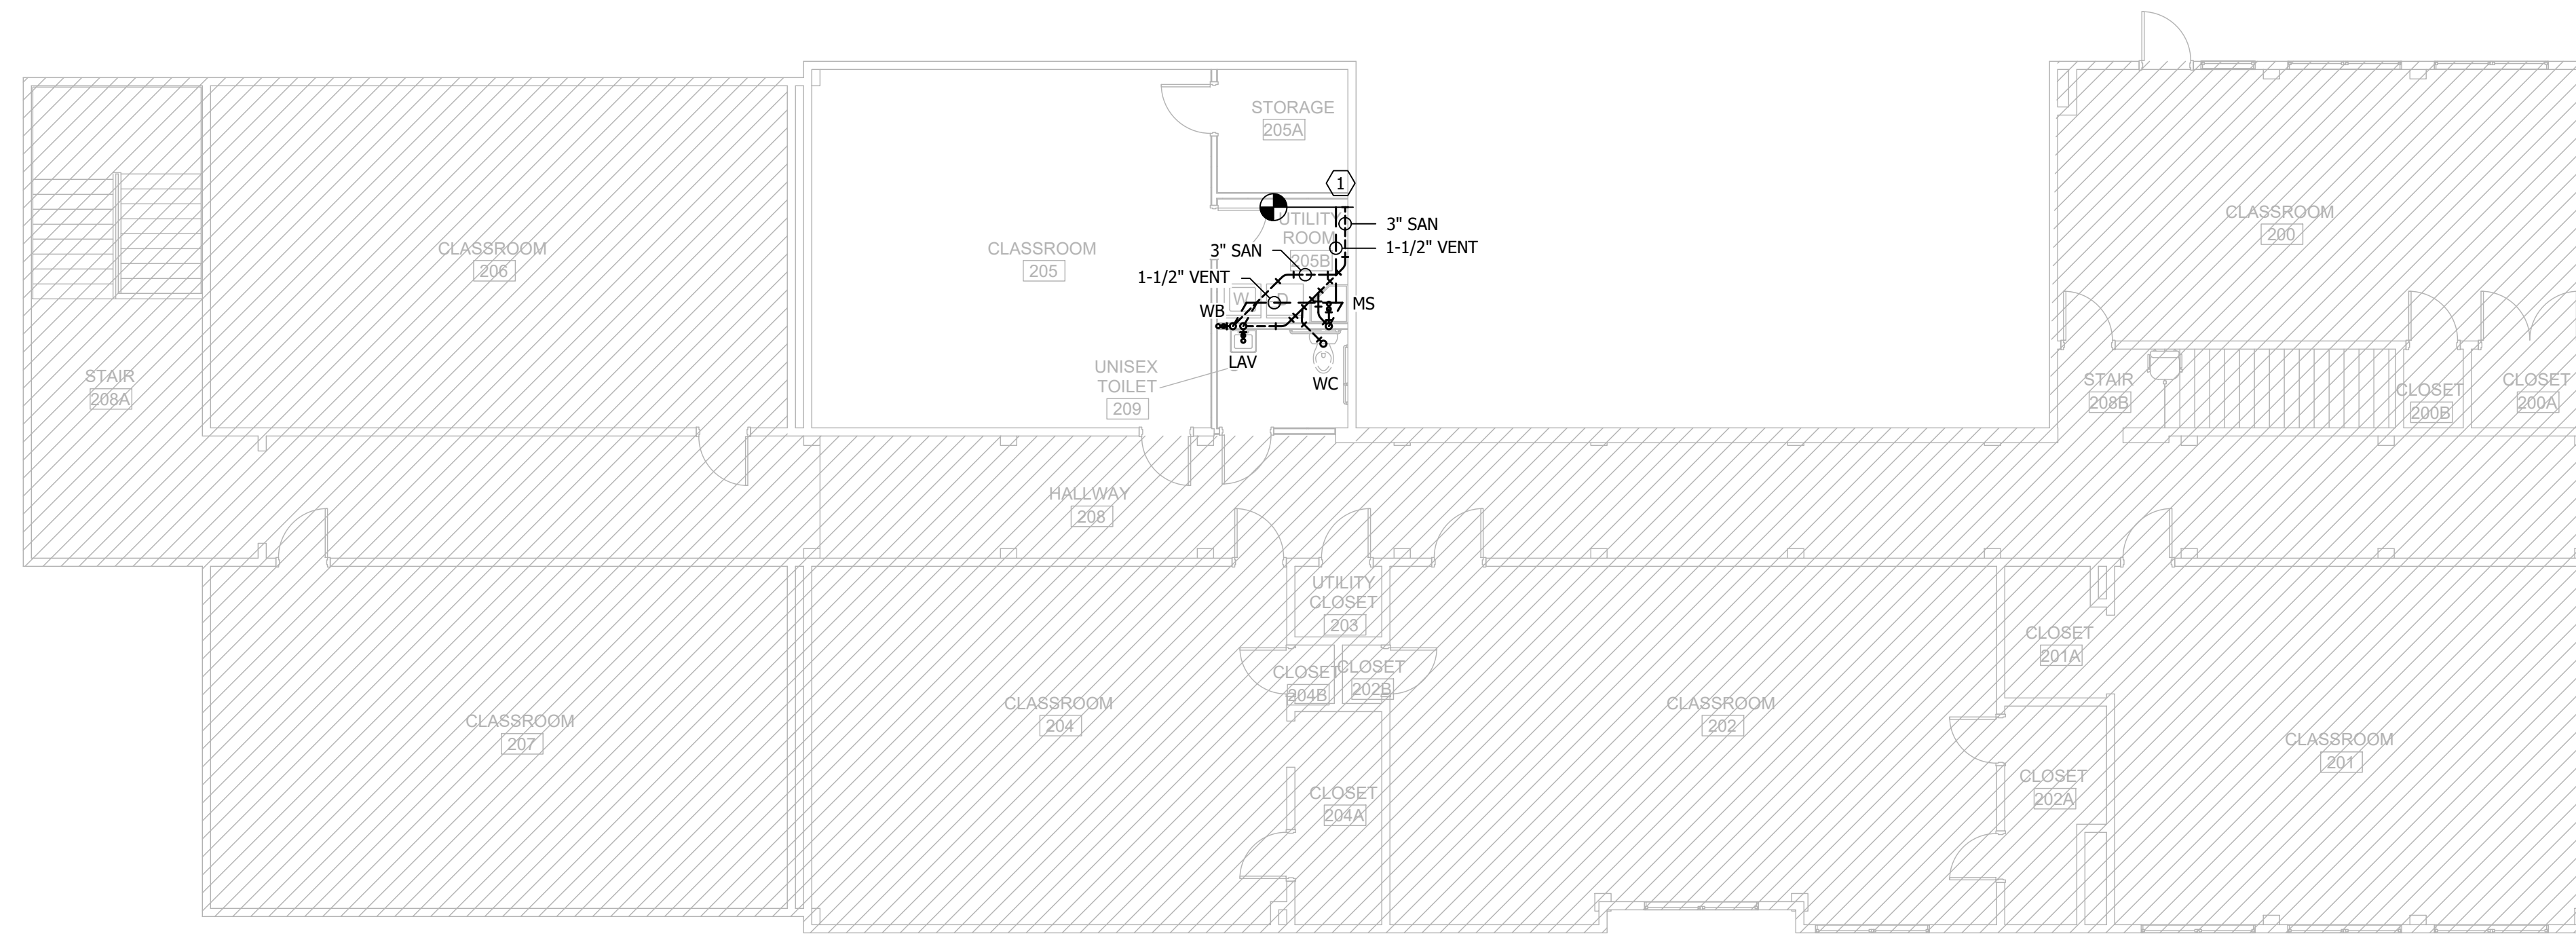 STORAGE
205A
1
CLASSROOM
200
UTILITY
ROOM
205B
3" SAN
1-1/2" VENT
CLASSROOM
206
CLASSROOM
205
3" SAN
1-1/2" VENT
W
D
WB
MS
LAV
WC
UNISEX
TOILET
209
STAIR
208A
STAIR
208B
CLOSET
200B
CLOSET
200A
HALLWAY
208
UTILITY
CLOSET
203
CLOSET
204B
CLOSET
202B
CLOSET
201A
CLASSROOM
207
CLASSROOM
204
CLASSROOM
202
CLASSROOM
201
CLOSET
204A
CLOSET
202A